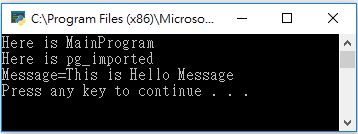 C:\Program Files (x86)\Microso...
Here is MainProgram
Here is pg_imported
Message=This is Hello Message
Press any key to continue . . .